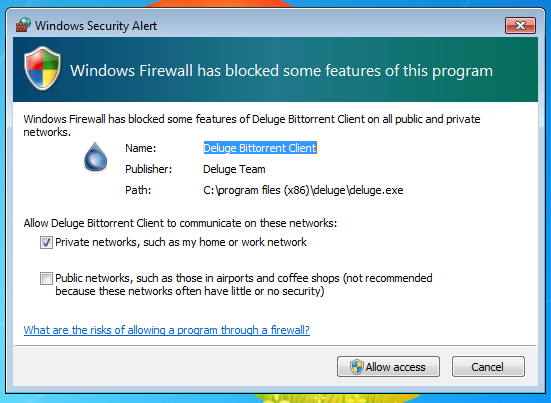 Windows Security Alert
Windows Firewall has blocked some features of this program
Windows Firewall has blocked some features of Deluge Bittorrent Client on all public and private
networks.
Name: Deluge Bittorrent Client
Publisher: Deluge Team
Path: C:\program files (x86)\deluge\deluge.exe
Allow Deluge Bittorrent Client to communicate on these networks:
Private networks, such as my home or work network
Public networks, such as those in airports and coffee shops (not recommended
because these networks often have little or no security)
What are the risks of allowing a program through a firewall?
Allow access Cancel